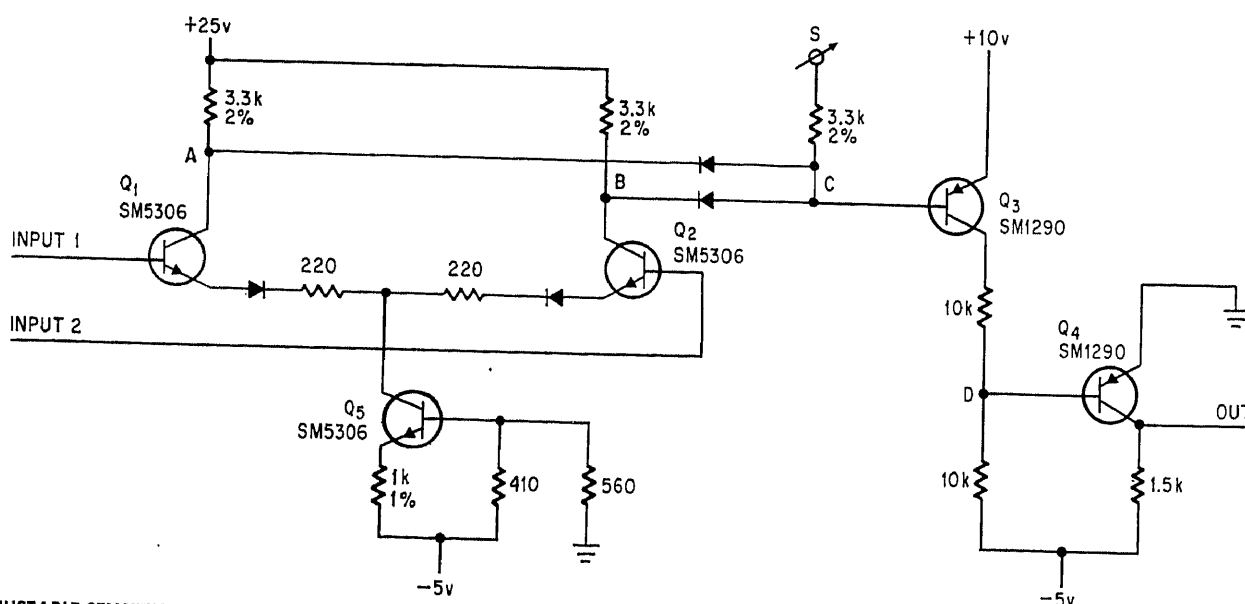 +25v
S
+10v
3.3k
2%
3.3k
2%
3.3k
2%
A
B
C
Q1
SM5306
Q2
SM5306
Q3
SM1290
INPUT 1
220
220
INPUT 2
10k
Q4
SM1290
D
OUT
Q5
SM5306
1k
1%
410
560
10k
1.5k
-5v
-5v